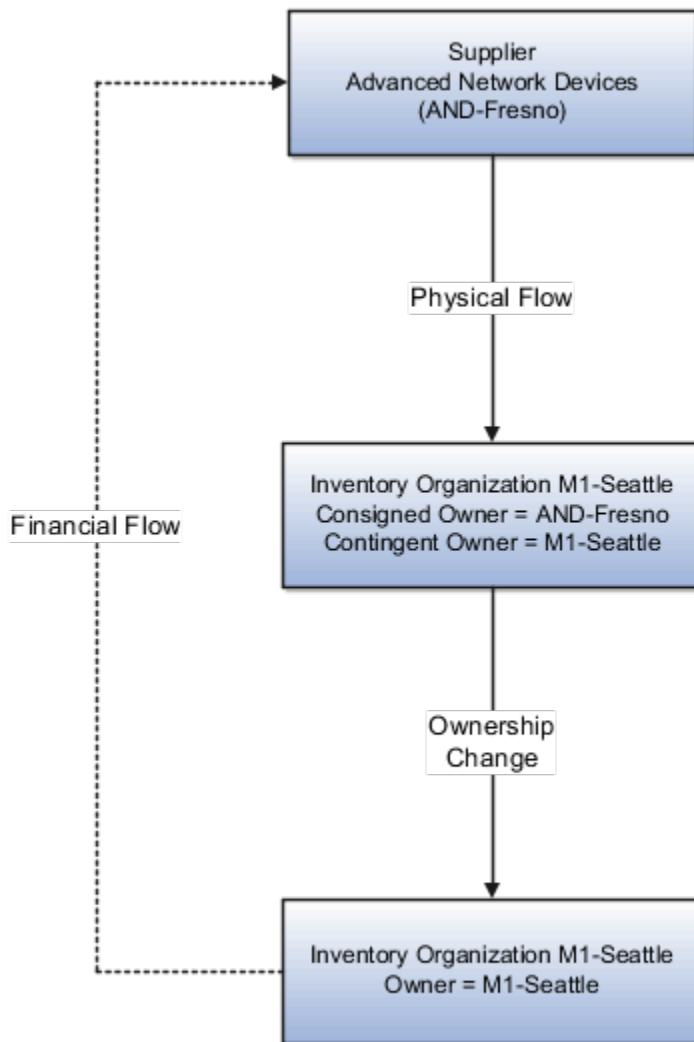 Supplier
Advanced Network Devices
(AND-Fresno)
Physical Flow
Inventory Organization M1-Seattle
Consigned Owner = AND-Fresno
Contingent Owner = M1-Seattle
Financial Flow
Ownership
Change
Inventory Organization M1-Seattle
Owner = M1-Seattle